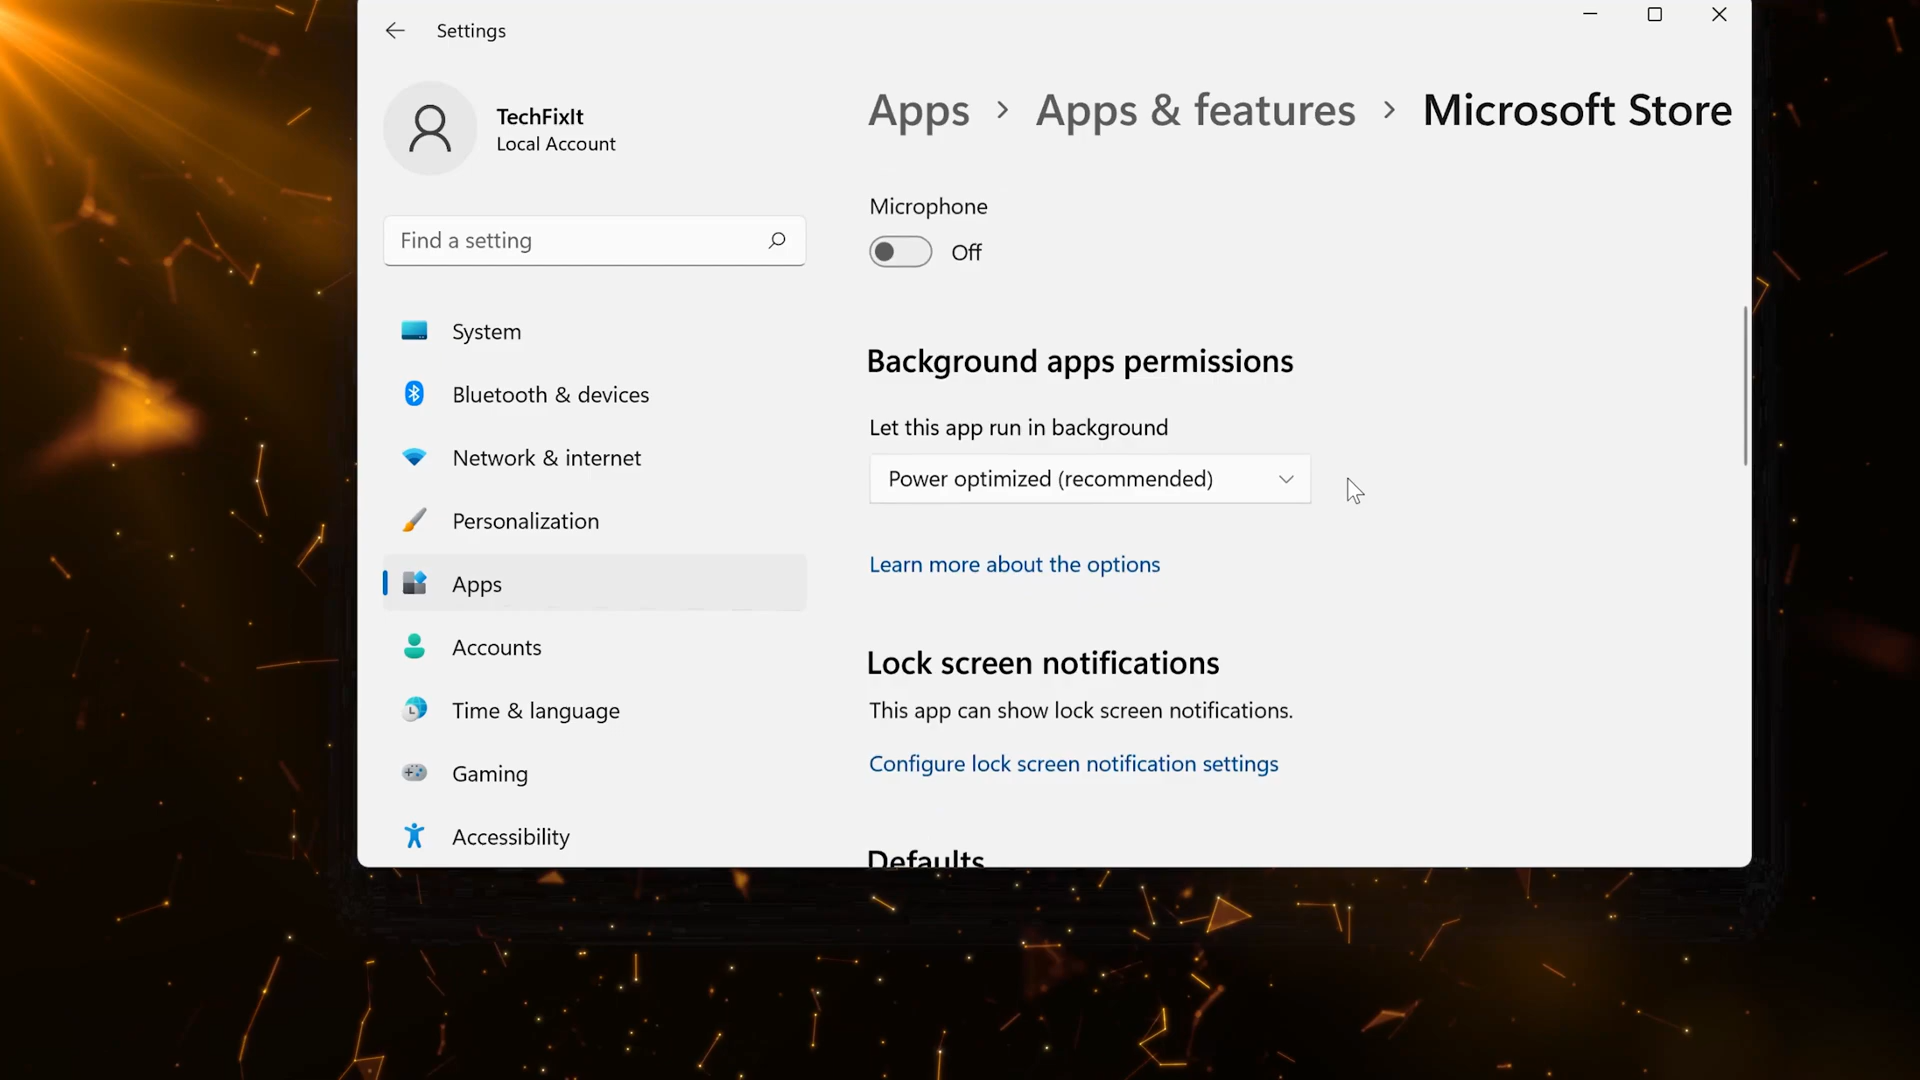 Settings
TechFixIt
Local Account
Find a setting
System
Bluetooth & devices
Network & internet
Personalization
Apps
Accounts
Time & language
Gaming
Accessibility
Apps > Apps & features > Microsoft Store
Microphone
Off
Background apps permissions
Let this app run in background
Power optimized (recommended)
Learn more about the options
Lock screen notifications
This app can show lock screen notifications.
Configure lock screen notification settings
Defaults